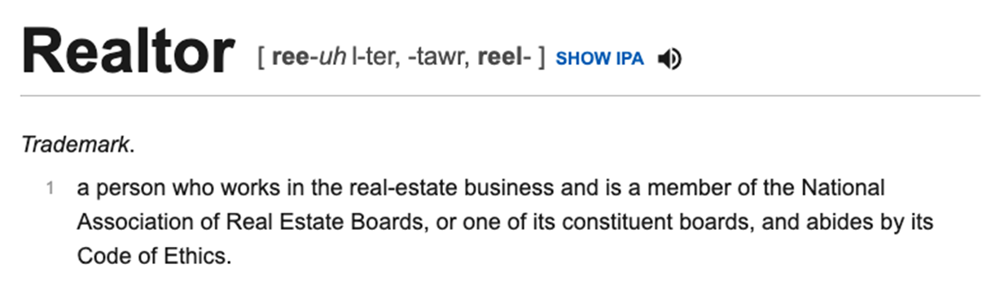 Realtor [ ree-uh l-ter, -tawr, reel- ] SHOW IPA
Trademark.
1 a person who works in the real-estate business and is a member of the National
Association of Real Estate Boards, or one of its constituent boards, and abides by its
Code of Ethics.